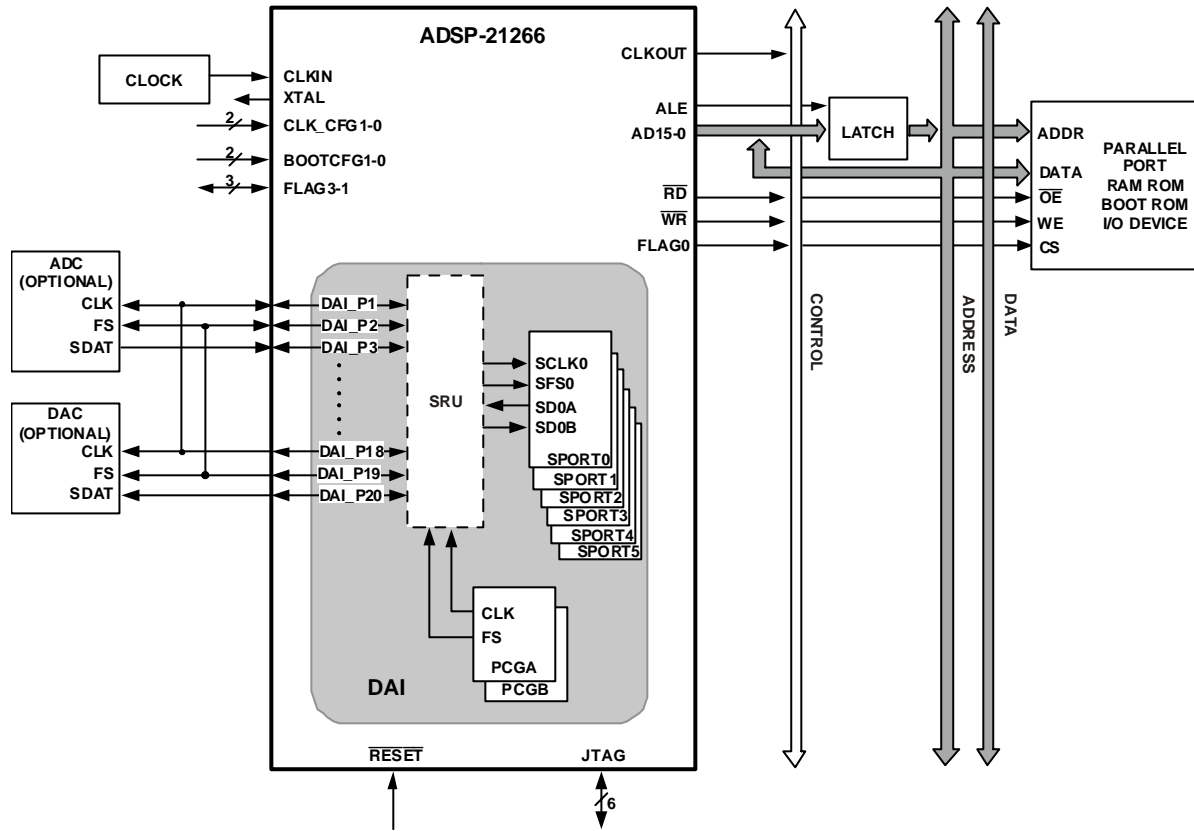 ADSP-21266
CLOCK
CLKIN
XTAL
2
CLK_CFG1-0
2
BOOTCFG1-0
3
FLAG3-1
CLKOUT
ALE
AD15-0
RD
WR
FLAG0
LATCH
ADDR
DATA
OE
WE
CS
PARALLEL
PORT
RAM ROM
BOOT ROM
I/O DEVICE
CONTROL
ADDRESS
DATA
ADC
(OPTIONAL)
CLK
FS
SDAT
DAC
(OPTIONAL)
CLK
FS
SDAT
DAI_P1
DAI_P2
DAI_P3
DAI_P18
DAI_P19
DAI_P20
SRU
SCLK0
SFS0
SD0A
SD0B
SPORT0
SPORT1
SPORT2
SPORT3
SPORT4
SPORT5
CLK
FS
PCGA
PCGB
DAI
RESET
JTAG
6